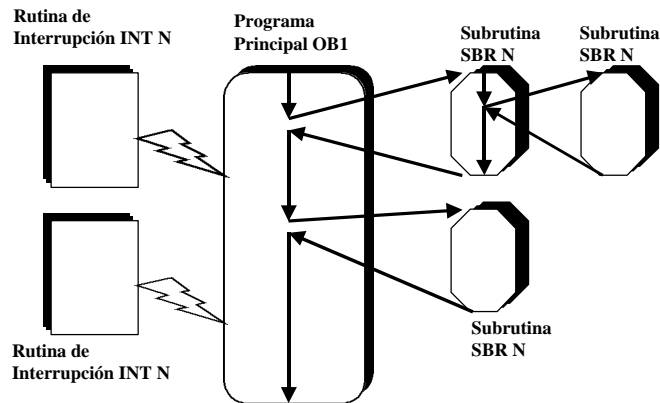 Rutina de
Interrupción INT N
Programa
Principal OB1
Subrutina
SBR N
Subrutina
SBR N
Subrutina
SBR N
Rutina de
Interrupción INT N